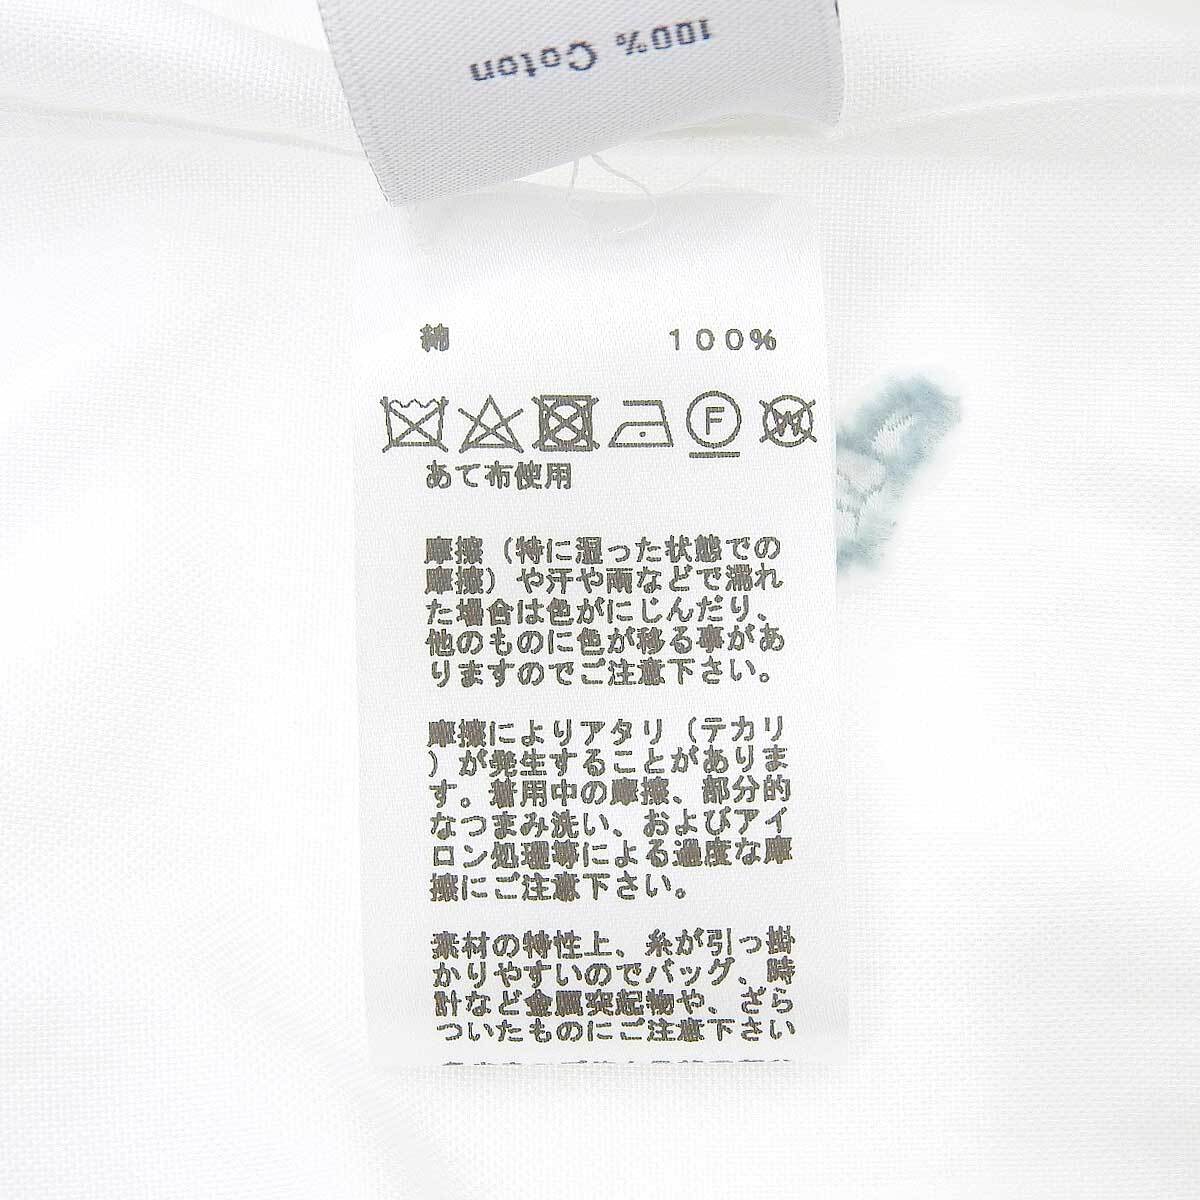 100% Coton
綿 100%
F W
あて布使用
摩擦（特に湿った状態での
摩擦）や汗や雨などで濡れ
た場合は色がにじんだり、
他のものに色が移る事があ
りますのでご注意下さい。
摩擦によりアタリ（テカリ
）が発生することがありま
す。着用中の摩擦、部分的
なつまみ洗い、およびアイ
ロン処理等による過度な摩
擦にご注意下さい。
素材の特性上、糸が引っ掛
かりやすいのでバッグ、時
計など金属突起物や、ざら
ついたものにご注意下さい